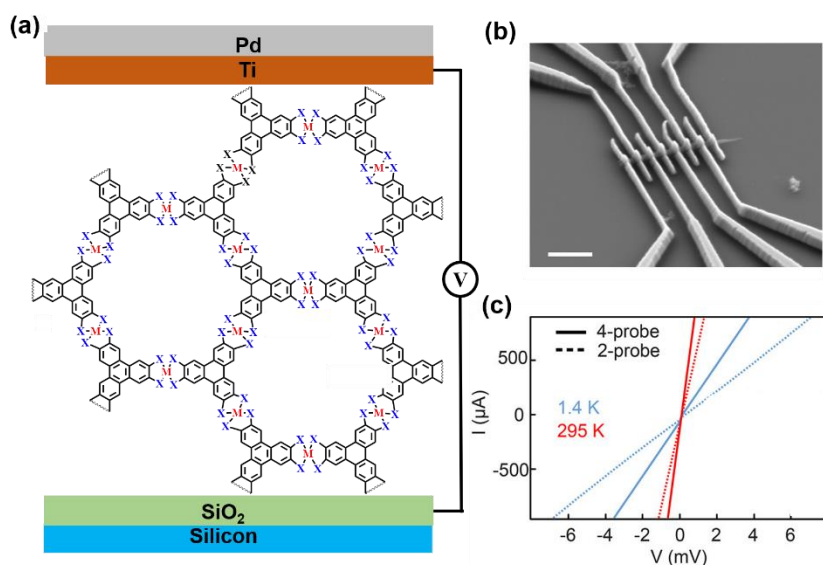 (a)
Pd
Ti
X X
M
X X
V
SiO₂
Silicon
(b)
(c)
4-probe
2-probe
1.4 K
295 K
I (μA)
500
0
-500
-6 -4 -2 0 2 4 6
V (mV)